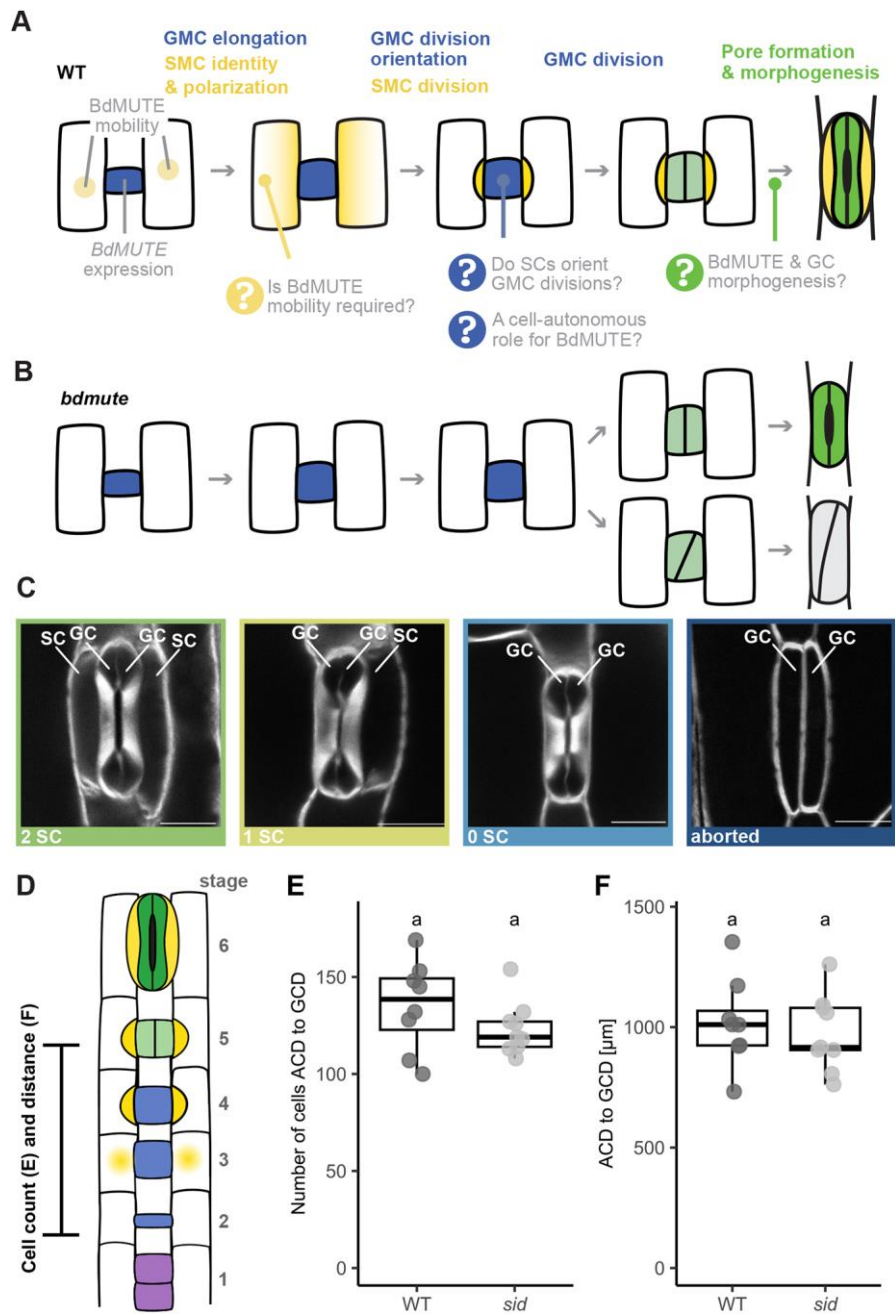 A
WT
GMC elongation
SMC identity
& polarization
GMC division
orientation
SMC division
GMC division
Pore formation
& morphogenesis
BdMUTE
mobility
BdMUTE
expression
? Is BdMUTE
mobility required?
? Do SCs orient
GMC divisions?
? A cell-autonomous
role for BdMUTE?
? BdMUTE & GC
morphogenesis?
B
bdmute
C
SC GC GC SC
2 SC
GC GC SC
1 SC
GC GC
0 SC
GC GC
aborted
D
stage
6
5
4
3
2
1
Cell count (E) and distance (F)
E
a a
Number of cells ACD to GCD
150
100
50
0
WT sid
F
a a
ACD to GCD [µm]
1500
1000
500
0
WT sid